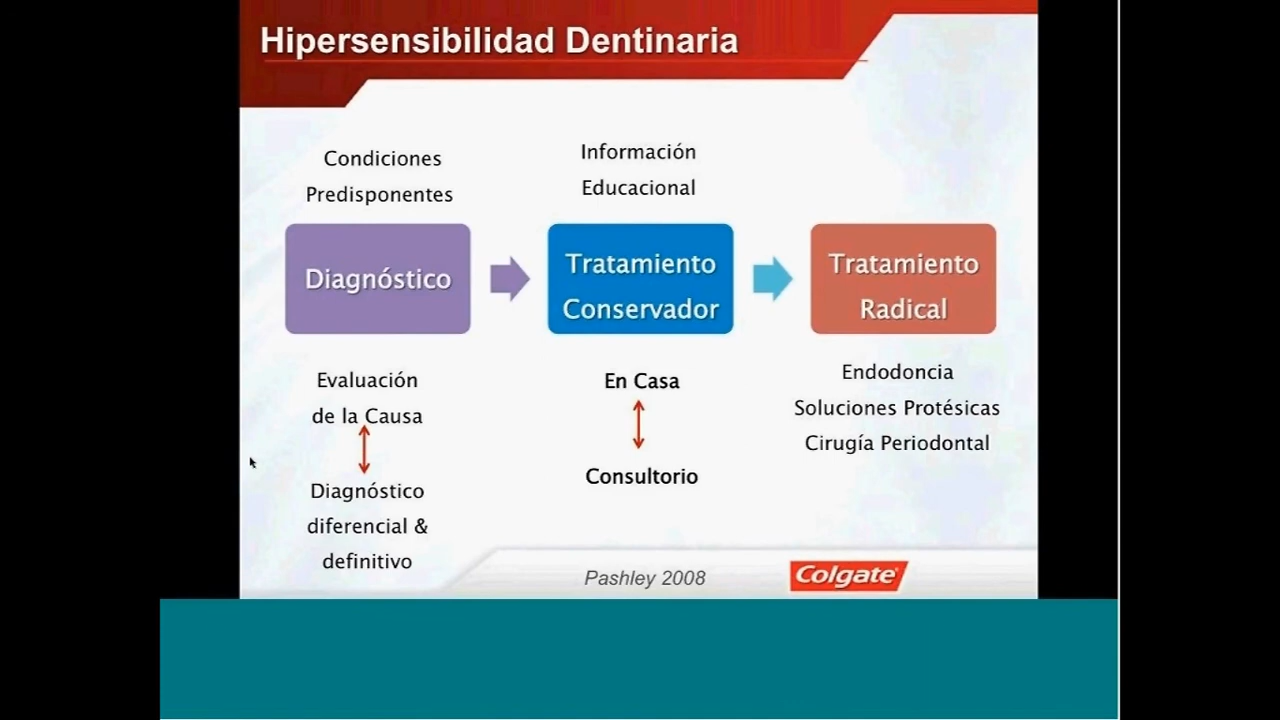 Hipersensibilidad Dentinaria
Condiciones
Predisponentes
Información
Educacional
Diagnóstico
Tratamiento
Conservador
Tratamiento
Radical
Evaluación
de la Causa
Diagnóstico
diferencial &
definitivo
En Casa
Consultorio
Endodoncia
Soluciones Protésicas
Cirugía Periodontal
Pashley 2008
Colgate